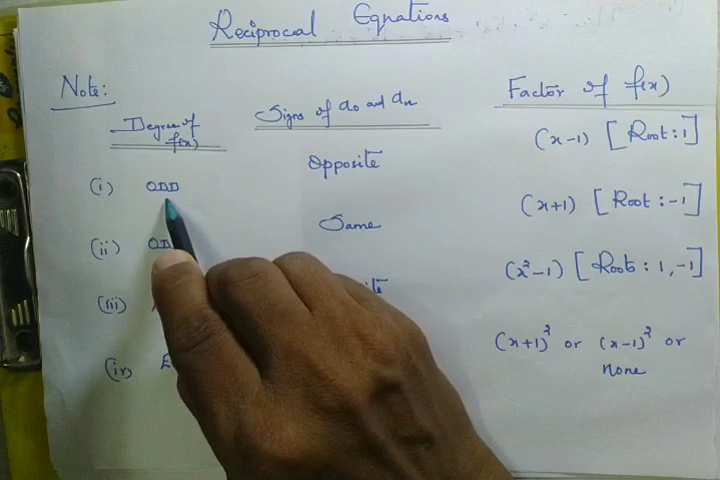 Reciprocal Equations
Note:
Degree of f(x) Signs of a0 and an Factor of f(x)
(i) ODD Opposite (x-1) [Root: 1]
(ii) Same (x+1) [Root: -1]
(iii) (x²-1) [Roots: 1, -1]
(iv) (x+1)² or (x-1)² or
none